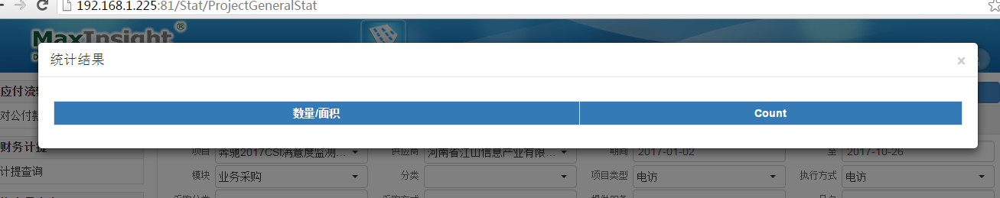 192.168.1.225:81/Stat/ProjectGeneralStat
MaxInsight®
统计结果
×
应付流
对公付款
数量/面积 Count
财务计提
计提查询
项目 奔驰2017CSI满意度监测... 供应商 河南省江山信息产业有限... 期间 2017-01-02 至 2017-10-26
模块 业务采购 分类 项目类型 电访 执行方式 电访